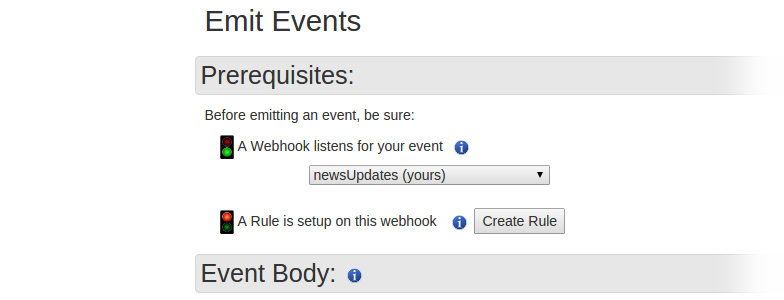 Emit Events
Prerequisites:
Before emitting an event, be sure:
A Webhook listens for your event
newsUpdates (yours)
A Rule is setup on this webhook Create Rule
Event Body: